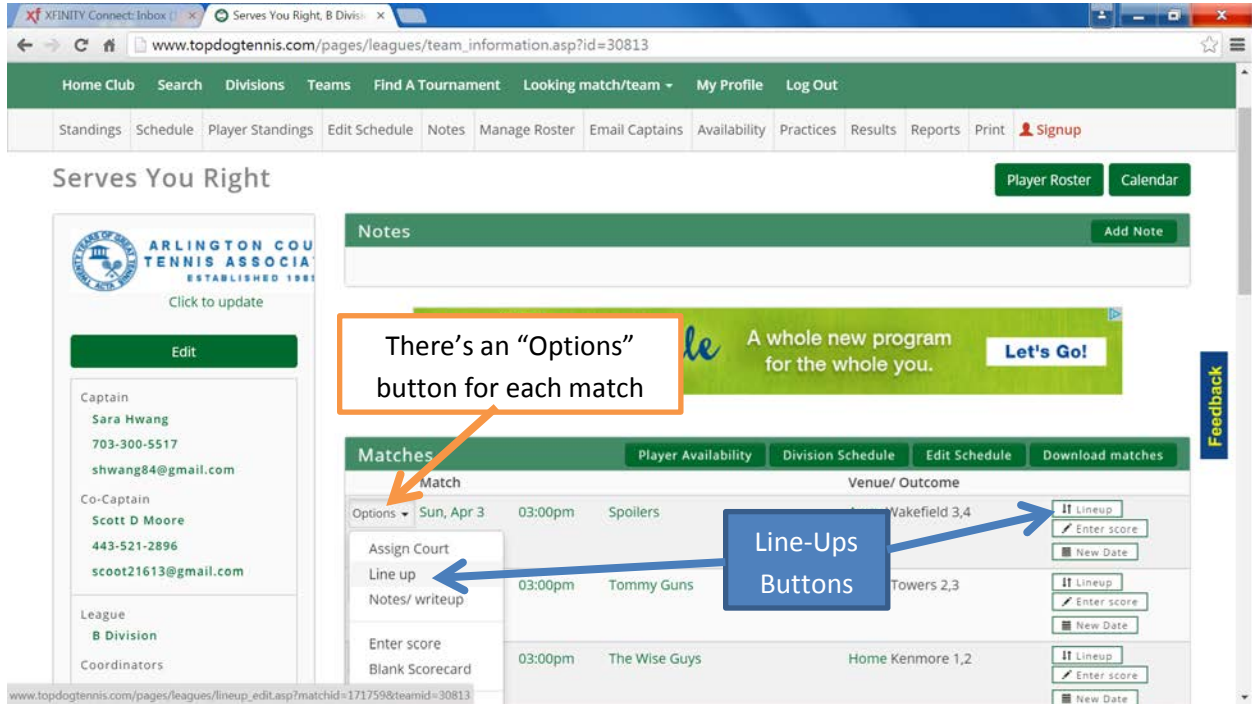 XFINITY Connect: Inbox (
Serves You Right, B Divisi
www.topdogtennis.com/pages/leagues/team_information.asp?id=30813
Home Club Search Divisions Teams Find A Tournament Looking match/team My Profile Log Out
Standings Schedule Player Standings Edit Schedule Notes Manage Roster Email Captains Availability Practices Results Reports Print Signup
Serves You Right
Player Roster Calendar
ARLINGTON COU
TENNIS ASSOCIA
ESTABLISHED
Click to update
Edit
Captain
Sara Hwang
703-300-5517
shwang84@gmail.com
Co-Captain
Scott D Moore
443-521-2896
scoot21613@gmail.com
League
B Division
Coordinators
Notes Add Note
A whole new program
for the whole you.
Let's Go!
There's an “Options”
button for each match
Feedback
Matches Player Availability Division Schedule Edit Schedule Download matches
Match Venue/ Outcome
Options Sun, Apr 3 03:00pm Spoilers Wakefield 3,4
Lineup
Enter score
New Date
Assign Court
Line up
Notes/ writeup
Enter score
Blank Scorecard
03:00pm Tommy Guns Towers 2,3
Lineup
Enter score
New Date
03:00pm The Wise Guys Home Kenmore 1,2
Lineup
Enter score
New Date
Line-Ups
Buttons
www.topdogtennis.com/pages/leagues/lineup_edit.asp?matchid=171759&teamid=30813